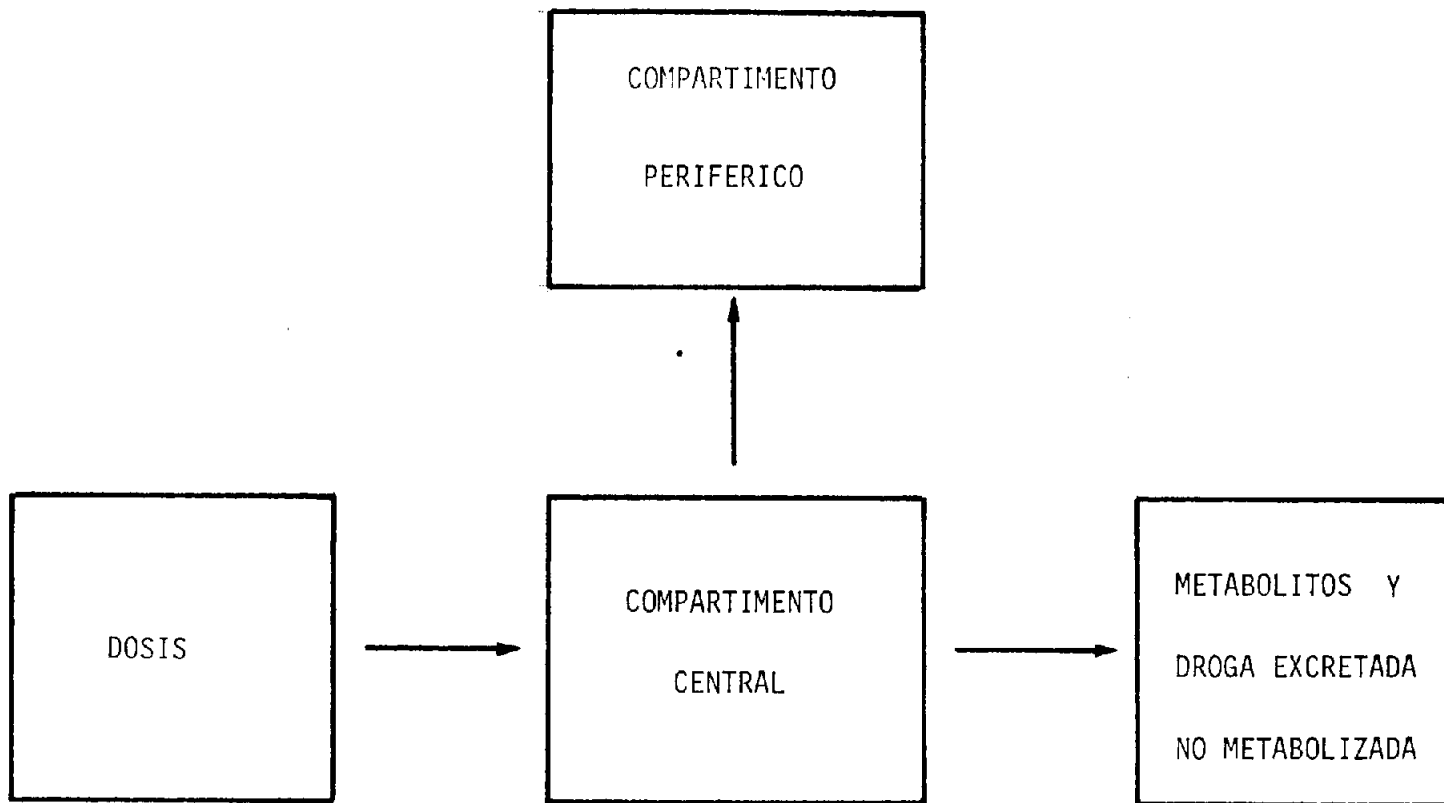 COMPARTIMENTO
PERIFERICO
DOSIS
COMPARTIMENTO
CENTRAL
METABOLITOS Y
DROGA EXCRETADA
NO METABOLIZADA